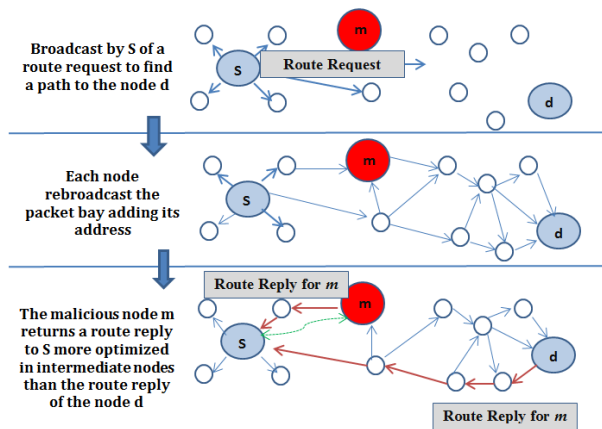 Broadcast by S of a
route request to find
a path to the node d
m
S
Route Request
d
Each node
rebroadcast the
packet bay adding its
address
m
S
d
The malicious node m
returns a route reply
to S more optimized
in intermediate nodes
than the route reply
of the node d
Route Reply for m
m
S
d
Route Reply for m